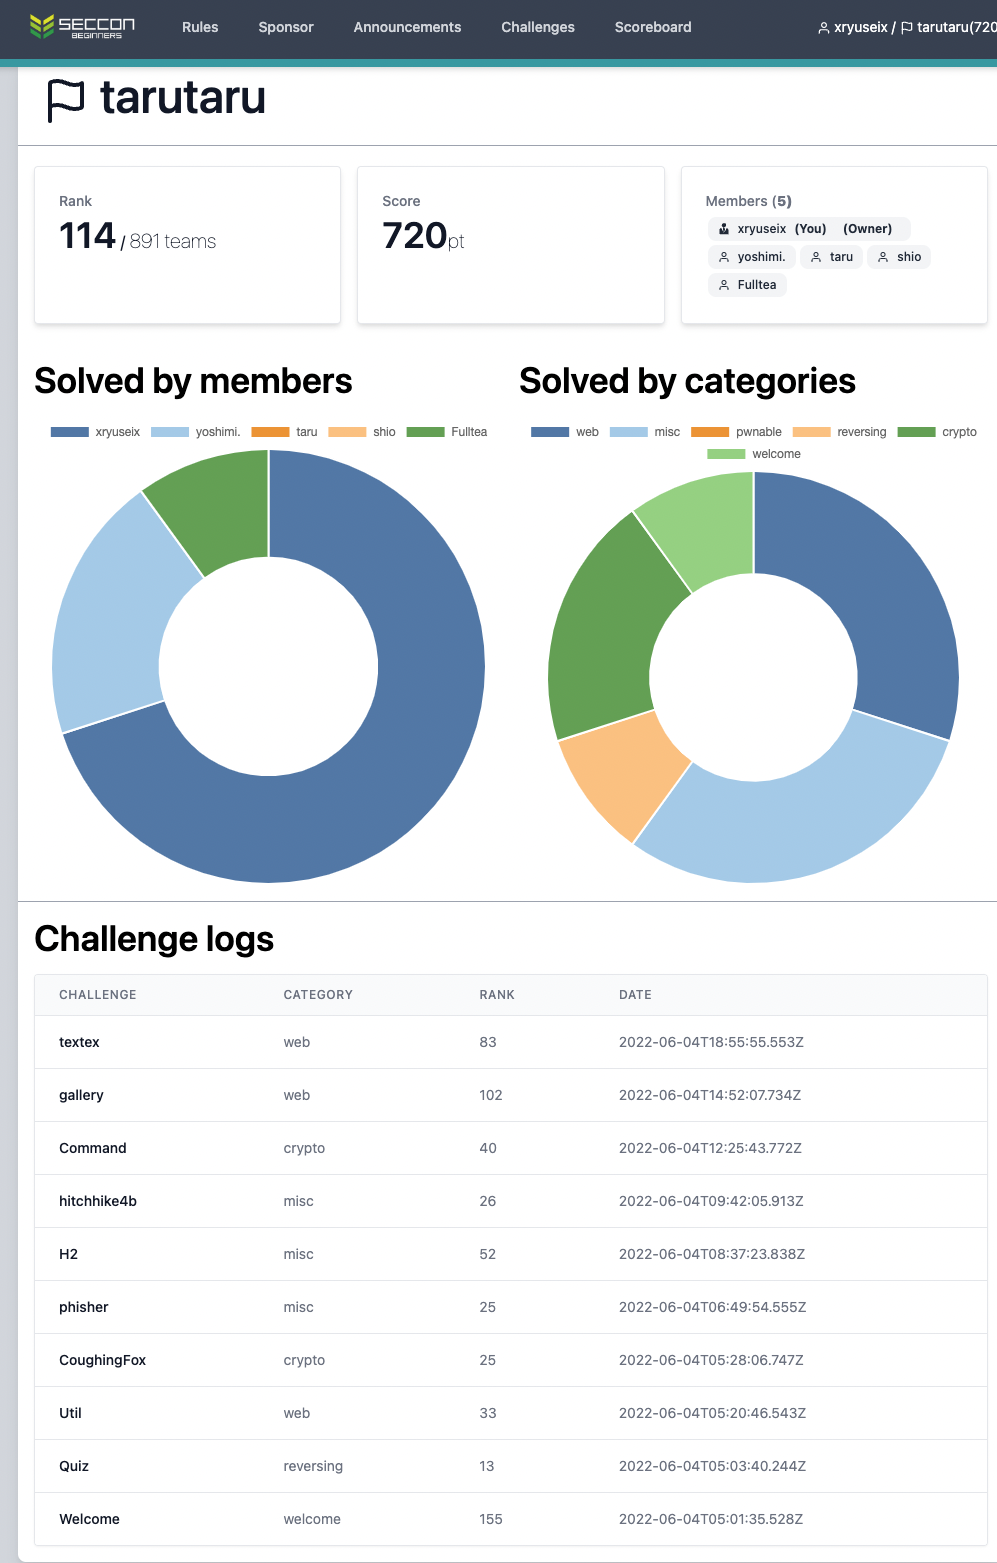 SECCON BEGINNERS Rules Sponsor Announcements Challenges Scoreboard xryuseix / tarutaru(720
tarutaru
Rank
114 / 891 teams
Score
720pt
Members (5)
xryuseix (You) (Owner)
yoshimi. taru shio
Fulltea
Solved by members
xryuseix yoshimi. taru shio Fulltea
Solved by categories
web misc pwnable reversing crypto
welcome
Challenge logs
CHALLENGE CATEGORY RANK DATE
textex web 83 2022-06-04T18:55:55.553Z
gallery web 102 2022-06-04T14:52:07.734Z
Command crypto 40 2022-06-04T12:25:43.772Z
hitchhike4b misc 26 2022-06-04T09:42:05.913Z
H2 misc 52 2022-06-04T08:37:23.838Z
phisher misc 25 2022-06-04T06:49:54.555Z
CoughingFox crypto 25 2022-06-04T05:28:06.747Z
Util web 33 2022-06-04T05:20:46.543Z
Quiz reversing 13 2022-06-04T05:03:40.244Z
Welcome welcome 155 2022-06-04T05:01:35.528Z